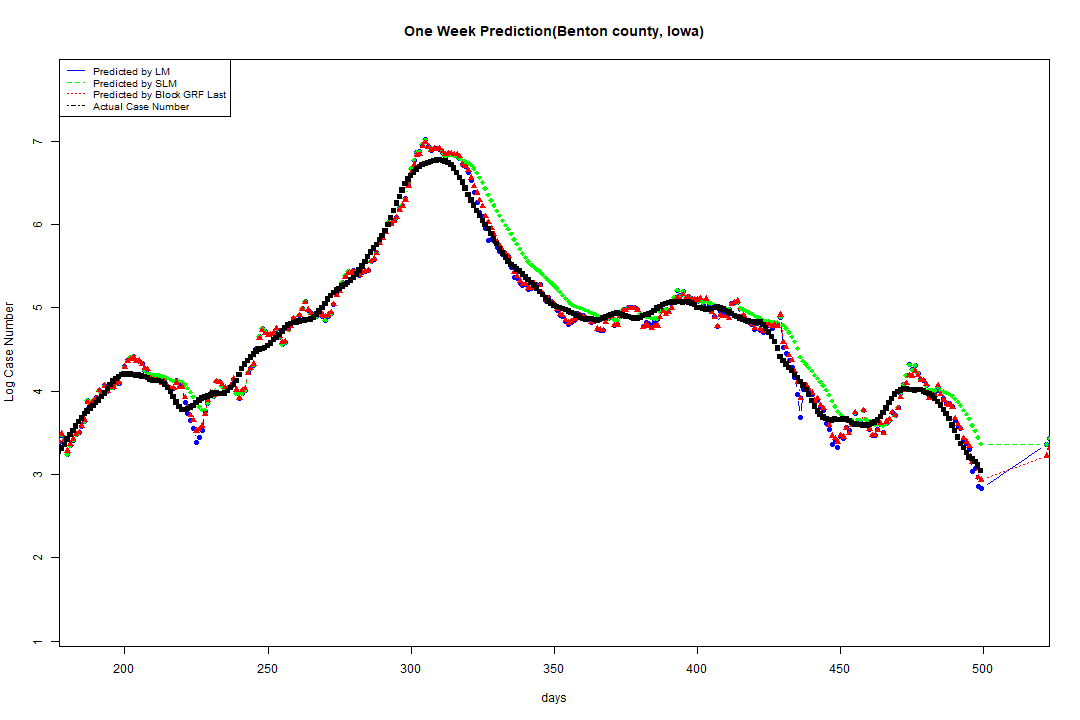 One Week Prediction(Benton county, Iowa)
Predicted by LM
Predicted by SLM
Predicted by Block GRF Last
Actual Case Number
Log Case Number
7
6
5
4
3
2
1
200 250 300 350 400 450 500
days